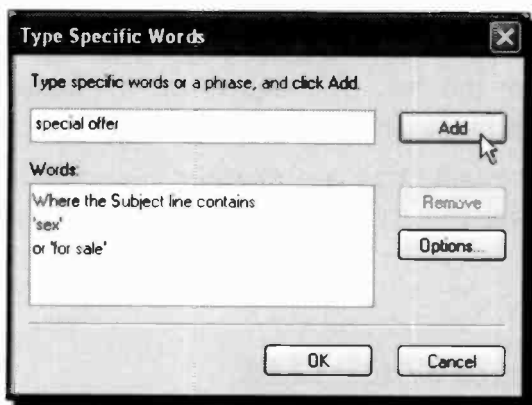 Type Specific Words
Type specific words or a phrase, and click Add.
special offer
Add
Words:
Where the Subject line contains
'sex'
or 'for sale'
Remove
Options...
OK
Cancel